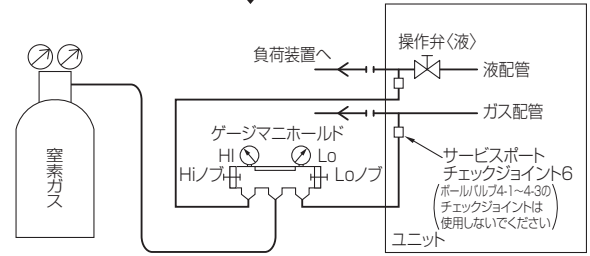 操作弁〈液〉
負荷装置へ
液配管
ガス配管
ゲージマニホールド
HI
Lo
Hiノブ
Loノブ
サービスポート
チェックジョイント6
(ボールバルブ4-1~4-3の
チェックジョイントは
使用しないでください)
ユニット
窒素ガス